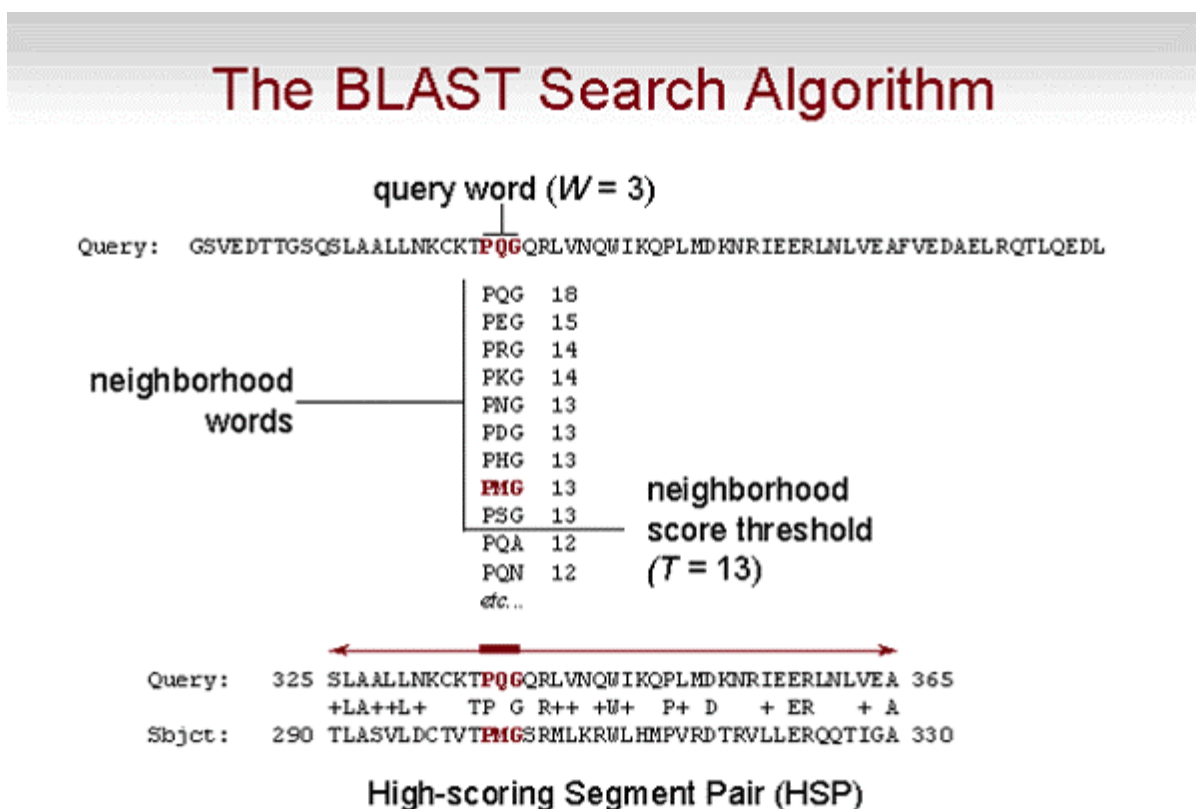 The BLAST Search Algorithm
query word (W = 3)
Query: GSVEDTTGSQSLAALLNKCKTPQGQRLVNQWIKQPLMDKNRIEERLNLVEAFVEDAELRQTLQEDL
PQG 18
PEG 15
PRG 14
PKG 14
PNG 13
PDG 13
PHG 13
PMG 13
PSG 13
PQA 12
PQN 12
etc...
neighborhood
words
neighborhood
score threshold
(T = 13)
Query: 325 SLAALLNKCKTPQGQRLVNQWIKQPLMDKNRIEERLNLVEA 365
+LA++L+ TP G R++ +W+ P+ D + ER + A
Sbjct: 290 TLASVLDCTVTPMGSRMLKRWLHMPVRDTRVLLERQQTIGA 330
High-scoring Segment Pair (HSP)